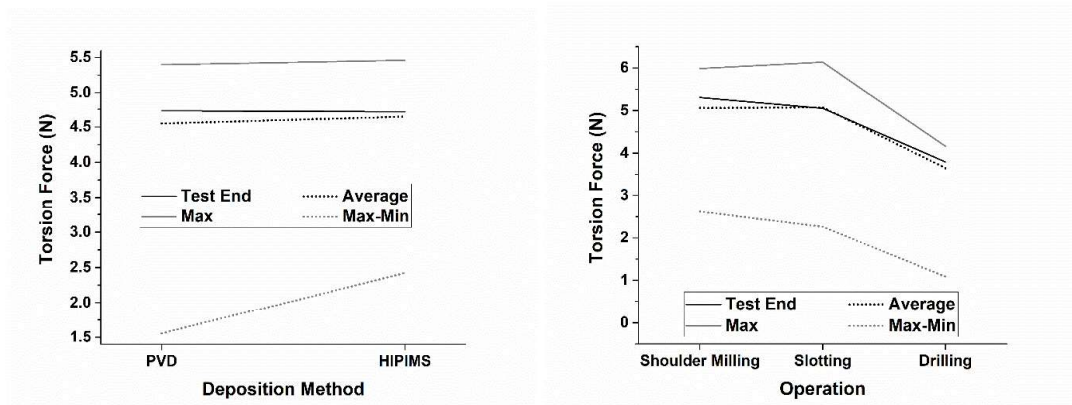 5.5
5.0
4.5
4.0
3.5
3.0
2.5
2.0
1.5
Torsion Force (N)
Test End Average
Max Max-Min
PVD HIPIMS
Deposition Method
6
5
4
3
2
1
0
Torsion Force (N)
Test End Average
Max Max-Min
Shoulder Milling Slotting Drilling
Operation